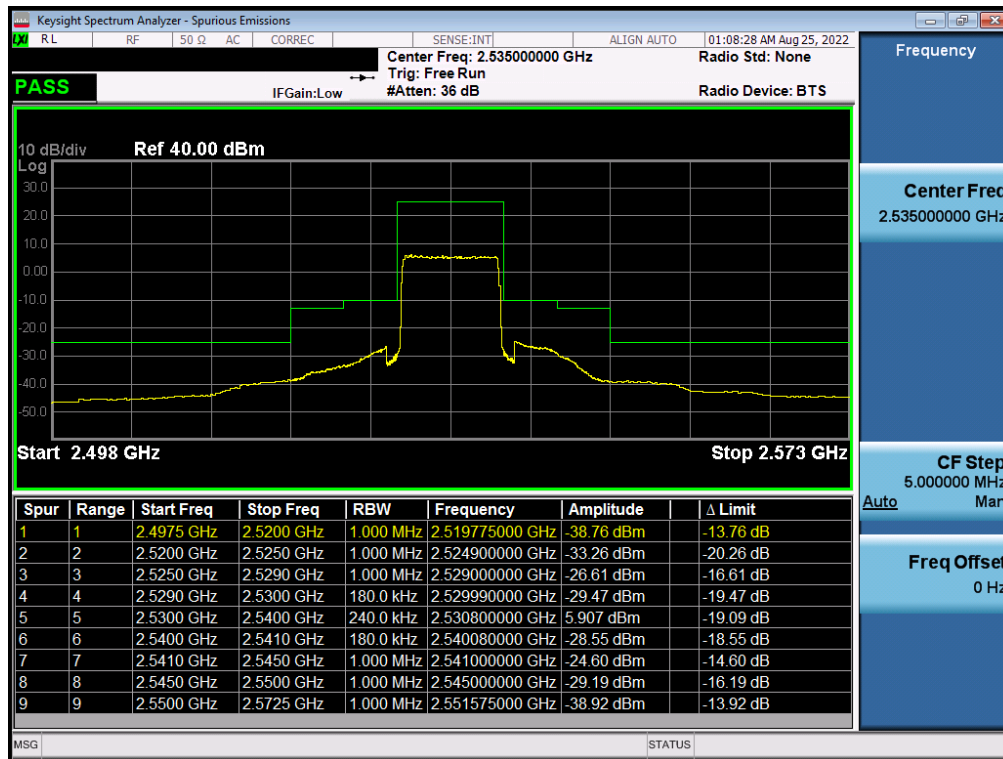 Keysight Spectrum Analyzer - Spurious Emissions
LXI RL RF 50 Ω AC CORREC SENSE:INT ALIGN AUTO 01:08:28 AM Aug 25, 2022
Center Freq: 2.535000000 GHz Radio Std: None
Trig: Free Run
PASS IFGain:Low #Atten: 36 dB Radio Device: BTS
10 dB/div Ref 40.00 dBm
Log
30.0
20.0
10.0
0.00
-10.0
-20.0
-30.0
-40.0
-50.0
Start 2.498 GHz Stop 2.573 GHz
Spur Range Start Freq Stop Freq RBW Frequency Amplitude Δ Limit
1 1 2.4975 GHz 2.5200 GHz 1.000 MHz 2.519775000 GHz -38.76 dBm -13.76 dB
2 2 2.5200 GHz 2.5250 GHz 1.000 MHz 2.524900000 GHz -33.26 dBm -20.26 dB
3 3 2.5250 GHz 2.5290 GHz 1.000 MHz 2.529000000 GHz -26.61 dBm -16.61 dB
4 4 2.5290 GHz 2.5300 GHz 180.0 kHz 2.529990000 GHz -29.47 dBm -19.47 dB
5 5 2.5300 GHz 2.5400 GHz 240.0 kHz 2.530800000 GHz 5.907 dBm -19.09 dB
6 6 2.5400 GHz 2.5410 GHz 180.0 kHz 2.540080000 GHz -28.55 dBm -18.55 dB
7 7 2.5410 GHz 2.5450 GHz 1.000 MHz 2.541000000 GHz -24.60 dBm -14.60 dB
8 8 2.5450 GHz 2.5500 GHz 1.000 MHz 2.545000000 GHz -29.19 dBm -16.19 dB
9 9 2.5500 GHz 2.5725 GHz 1.000 MHz 2.551575000 GHz -38.92 dBm -13.92 dB
MSG STATUS
Frequency
Center Freq
2.535000000 GHz
CF Step
5.000000 MHz
Auto Man
Freq Offset
0 Hz